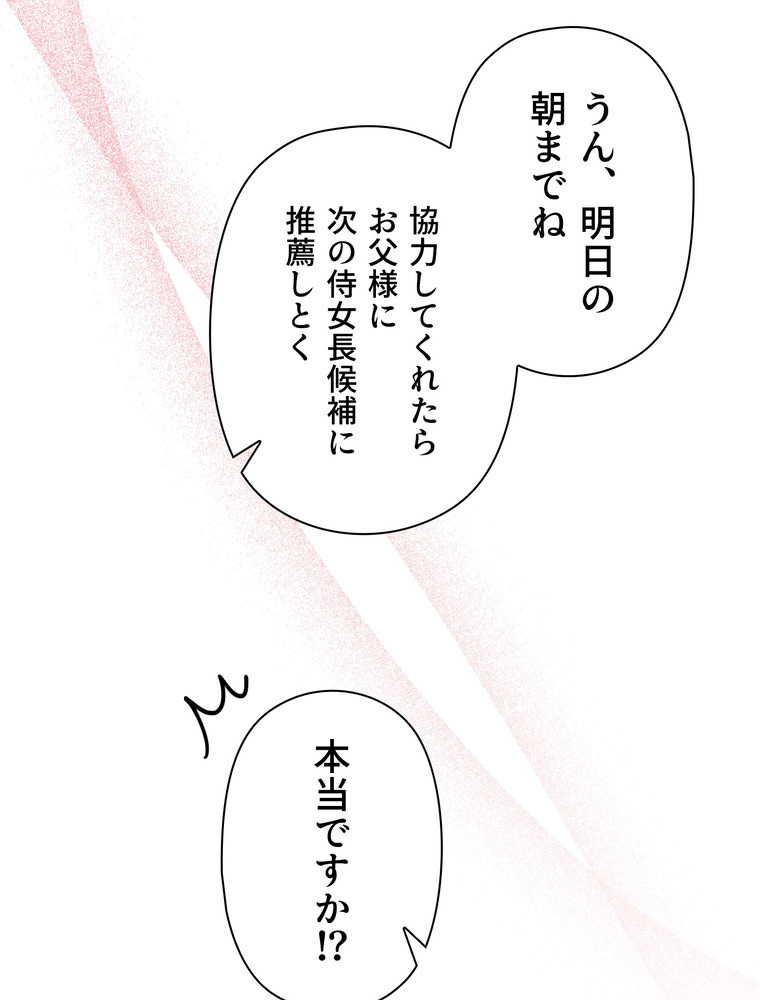 うん、明日の
朝までね
協力してくれたら
お父様に
次の侍女長候補に
推薦しとく
本当ですか!?